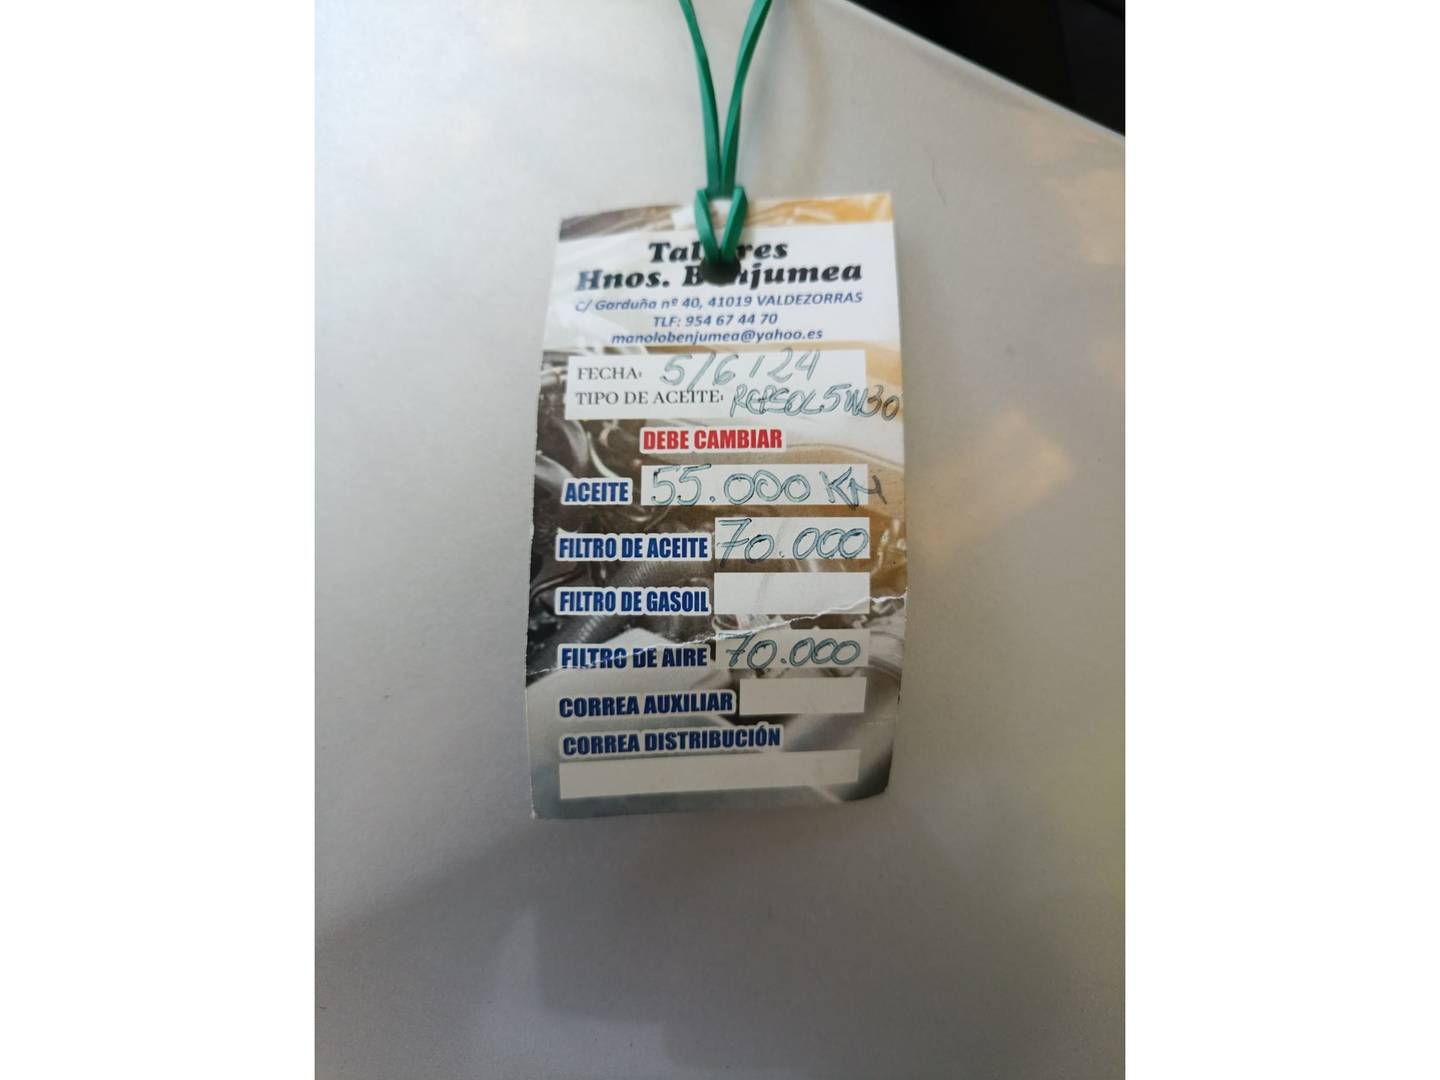 Talleres
Hnos. Benjumea
C/ Garduña nº 40, 41019 VALDEZORRAS
TLF: 954 67 44 70
manolobenjumea@yahoo.es
FECHA: 5/6/24
TIPO DE ACEITE: REPSOL 5W30
DEBE CAMBIAR
ACEITE 55.000 KM
FILTRO DE ACEITE 70.000
FILTRO DE GASOIL
FILTRO DE AIRE 70.000
CORREA AUXILIAR
CORREA DISTRIBUCIÓN